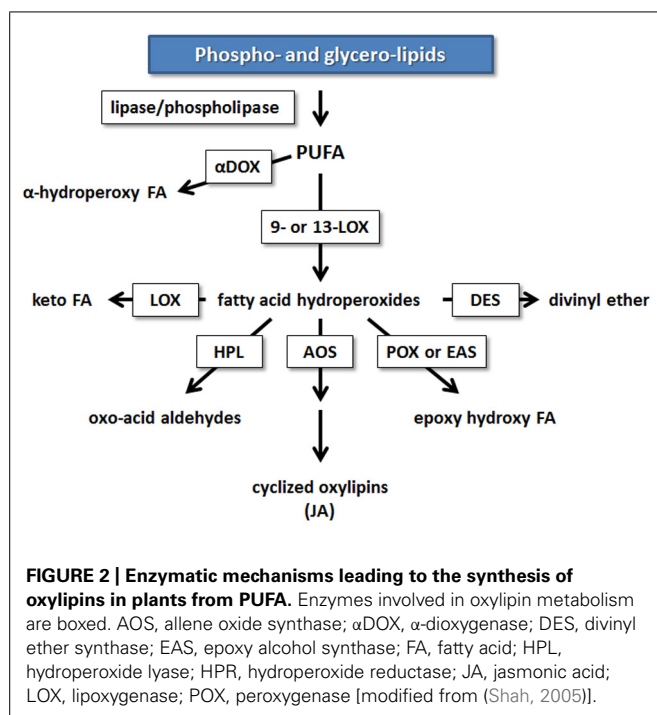 Phospho- and glycero-lipids
lipase/phospholipase
PUFA
αDOX
α-hydroperoxy FA
9- or 13-LOX
keto FA
LOX
fatty acid hydroperoxides
DES
divinyl ether
HPL
AOS
POX or EAS
oxo-acid aldehydes
epoxy hydroxy FA
cyclized oxylipins
(JA)
FIGURE 2 | Enzymatic mechanisms leading to the synthesis of
oxylipins in plants from PUFA. Enzymes involved in oxylipin metabolism
are boxed. AOS, allene oxide synthase; αDOX, α-dioxygenase; DES, divinyl
ether synthase; EAS, epoxy alcohol synthase; FA, fatty acid; HPL,
hydroperoxide lyase; HPR, hydroperoxide reductase; JA, jasmonic acid;
LOX, lipoxygenase; POX, peroxygenase [modified from (Shah, 2005)].